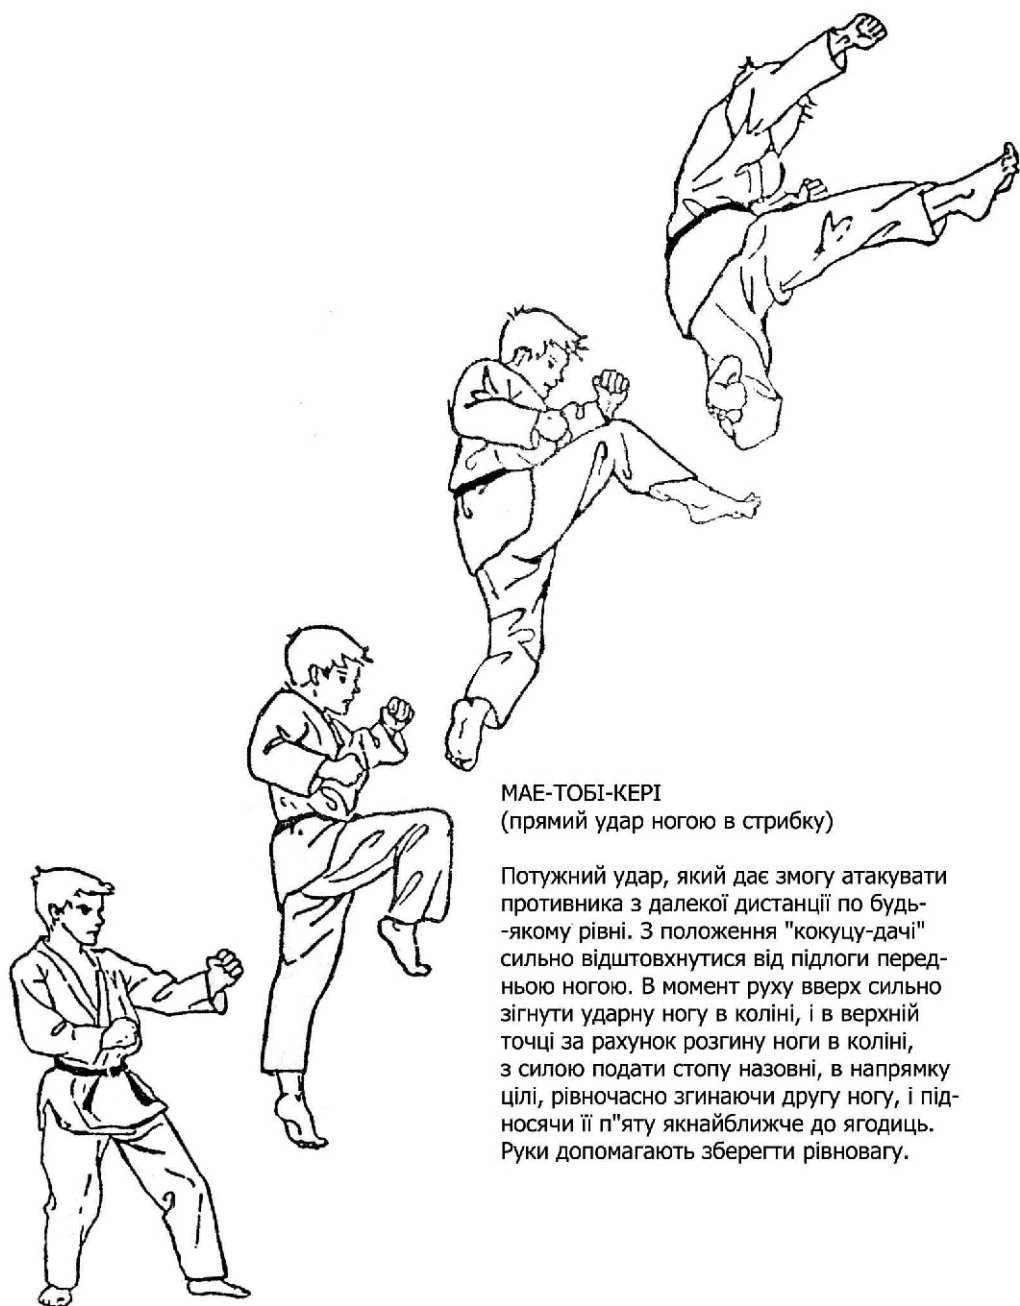 МАЕ-ТОБІ-КЕРІ
(прямий удар ногою в стрибку)
Потужний удар, який дає змогу атакувати
противника з далекої дистанції по будь-
-якому рівні. З положення "кокуцу-дачі"
сильно відштовхнутися від підлоги перед-
ньою ногою. В момент руху вверх сильно
зігнути ударну ногу в коліні, і в верхній
точці за рахунок розгину ноги в коліні,
з силою подати стопу назовні, в напрямку
цілі, рівночасно згинаючи другу ногу, і під-
носячи її п"яту якнайближче до ягодиць.
Руки допомагають зберегти рівновагу.